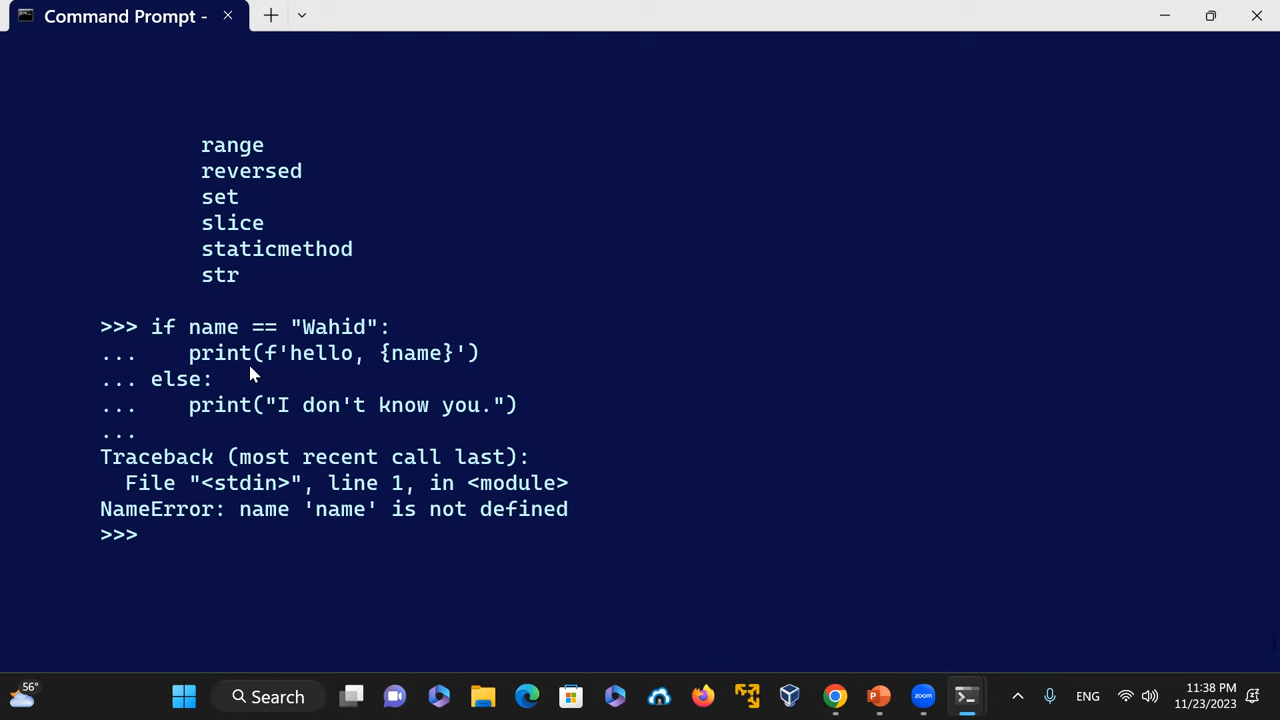 Command Prompt -
range
reversed
set
slice
staticmethod
str
>>> if name == "Wahid":
...    print(f'hello, {name}')
... else:
...    print("I don't know you.")
...
Traceback (most recent call last):
  File "<stdin>", line 1, in <module>
NameError: name 'name' is not defined
>>>
56°
Search
zoom
ENG
11:38 PM
11/23/2023